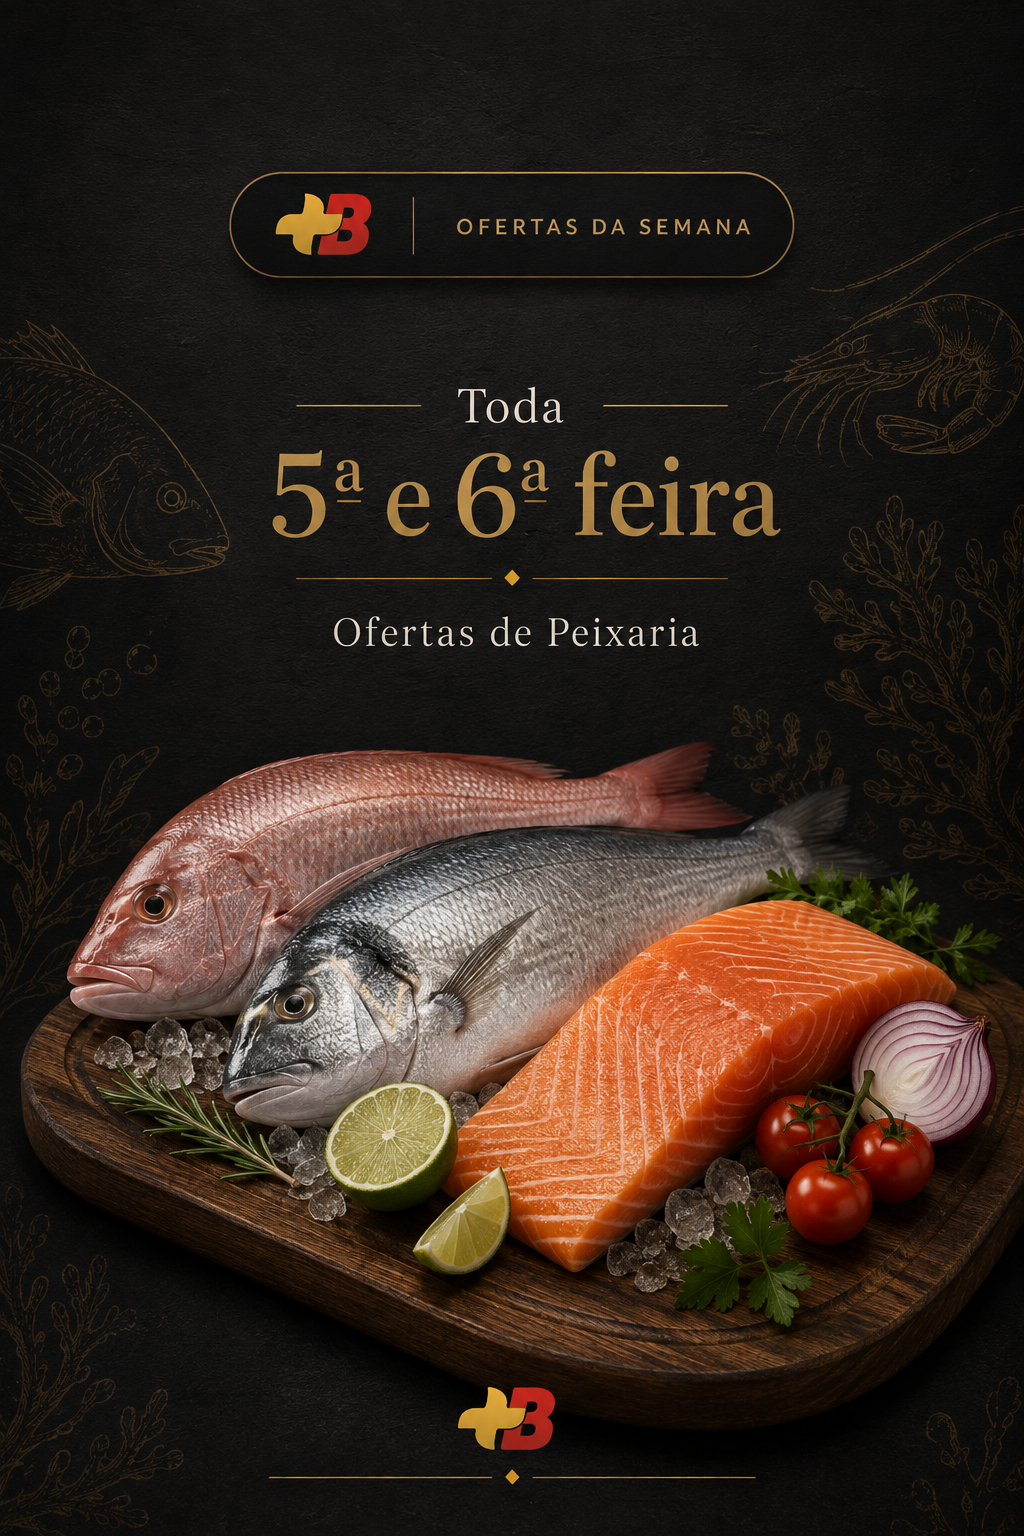 +B
OFERTAS DA SEMANA
Toda
5ª e 6ª feira
Ofertas de Peixaria
+B